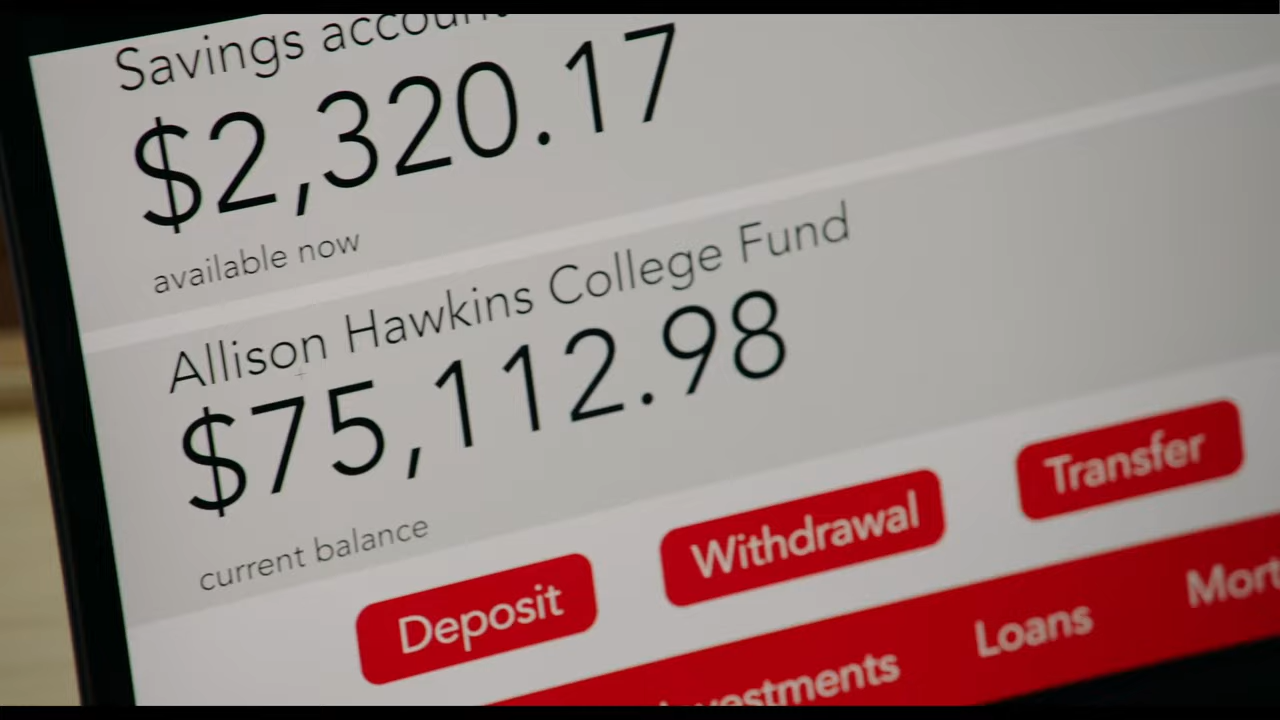 Savings
$2,320.17
available now
Allison Hawkins College Fund
$75,112.98
current balance
Deposit Withdrawal Transfer
Loans